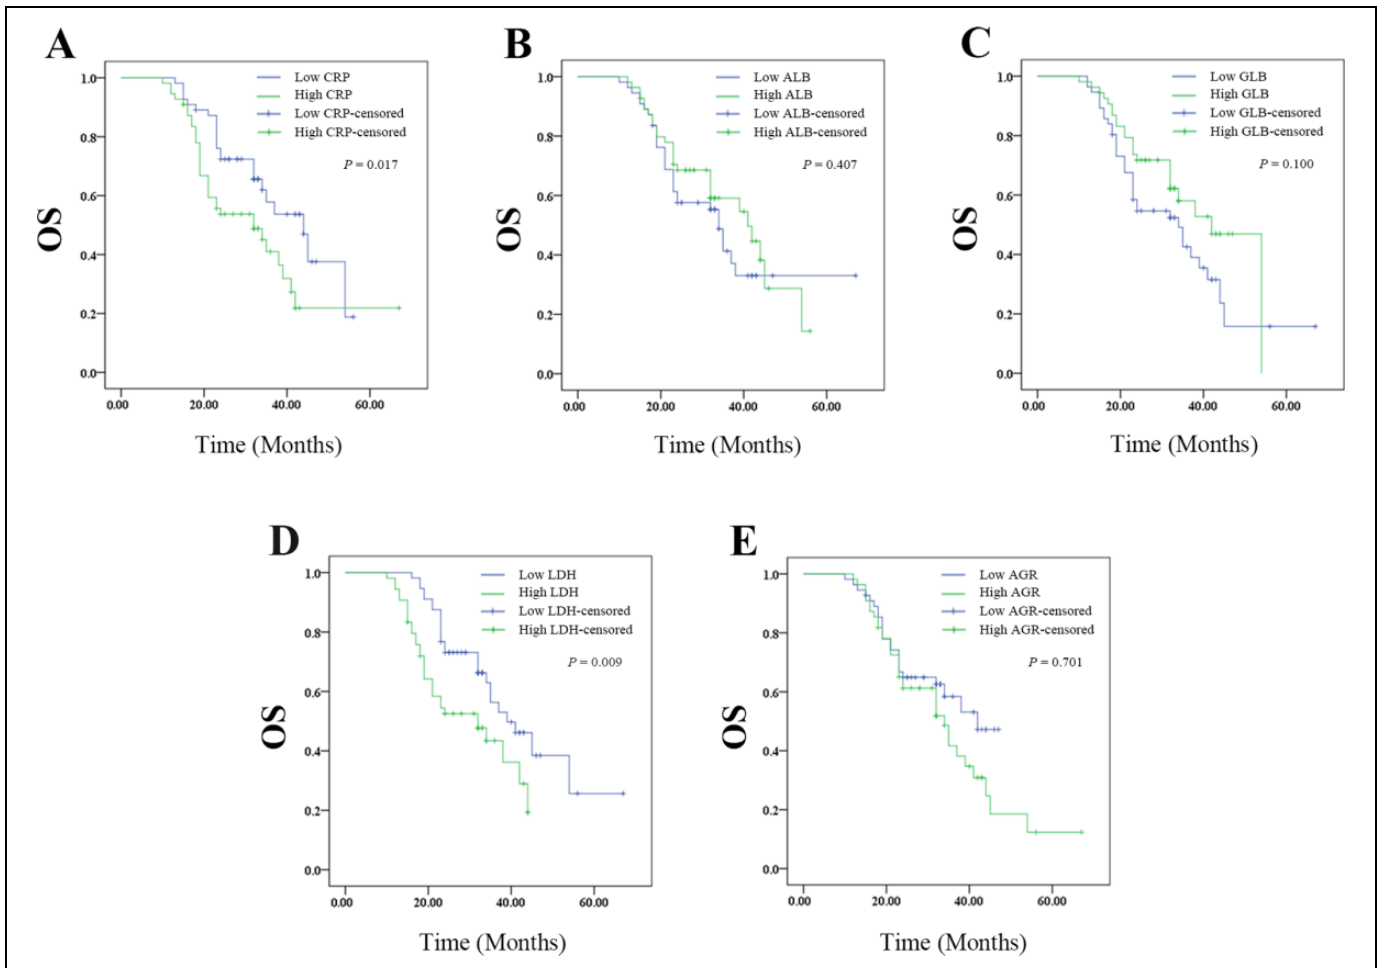 A
1.0
0.8
0.6
0.4
0.2
0.0
OS
Low CRP
High CRP
Low CRP-censored
High CRP-censored
P = 0.017
0.00 20.00 40.00 60.00
Time (Months)
B
1.0
0.8
0.6
0.4
0.2
0.0
OS
Low ALB
High ALB
Low ALB-censored
High ALB-censored
P = 0.407
0.00 20.00 40.00 60.00
Time (Months)
C
1.0
0.8
0.6
0.4
0.2
0.0
OS
Low GLB
High GLB
Low GLB-censored
High GLB-censored
P = 0.100
0.00 20.00 40.00 60.00
Time (Months)
D
1.0
0.8
0.6
0.4
0.2
0.0
OS
Low LDH
High LDH
Low LDH-censored
High LDH-censored
P = 0.009
0.00 20.00 40.00 60.00
Time (Months)
E
1.0
0.8
0.6
0.4
0.2
0.0
OS
Low AGR
High AGR
Low AGR-censored
High AGR-censored
P = 0.701
0.00 20.00 40.00 60.00
Time (Months)